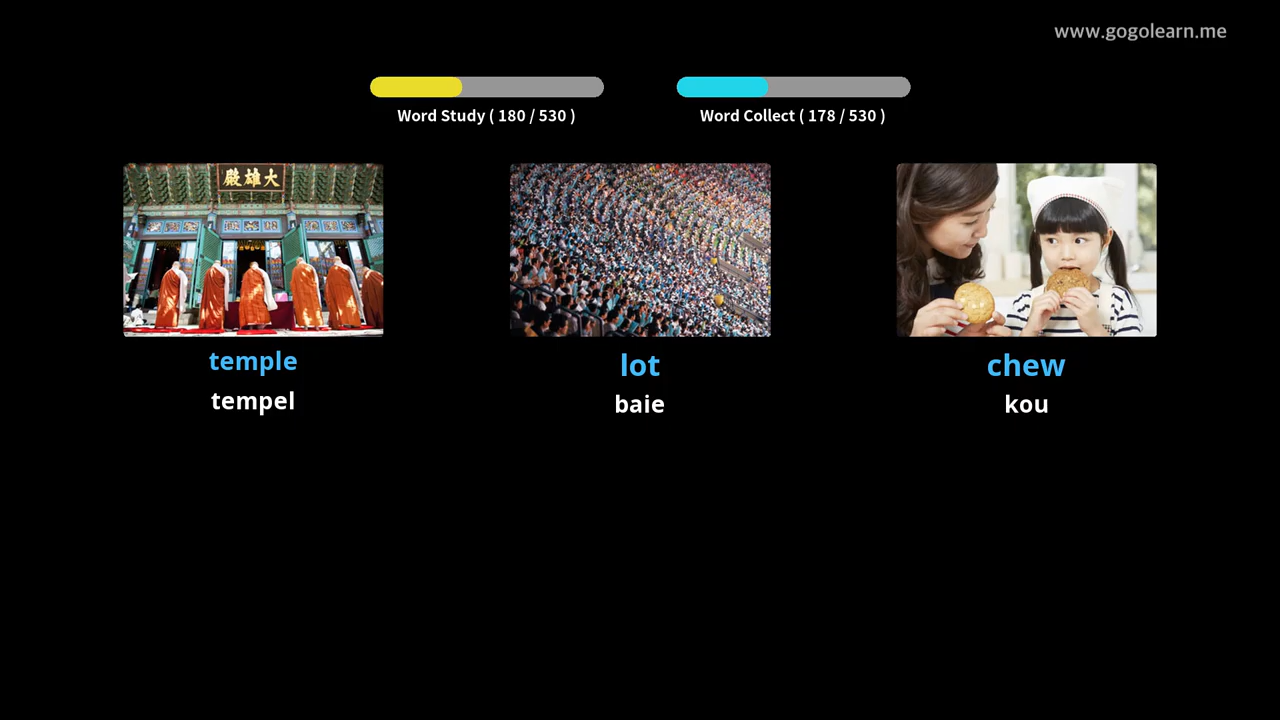 www.gogolearn.me
Word Study ( 180 / 530 )
Word Collect ( 178 / 530 )
殿雄大
temple
tempel
lot
baie
chew
kou